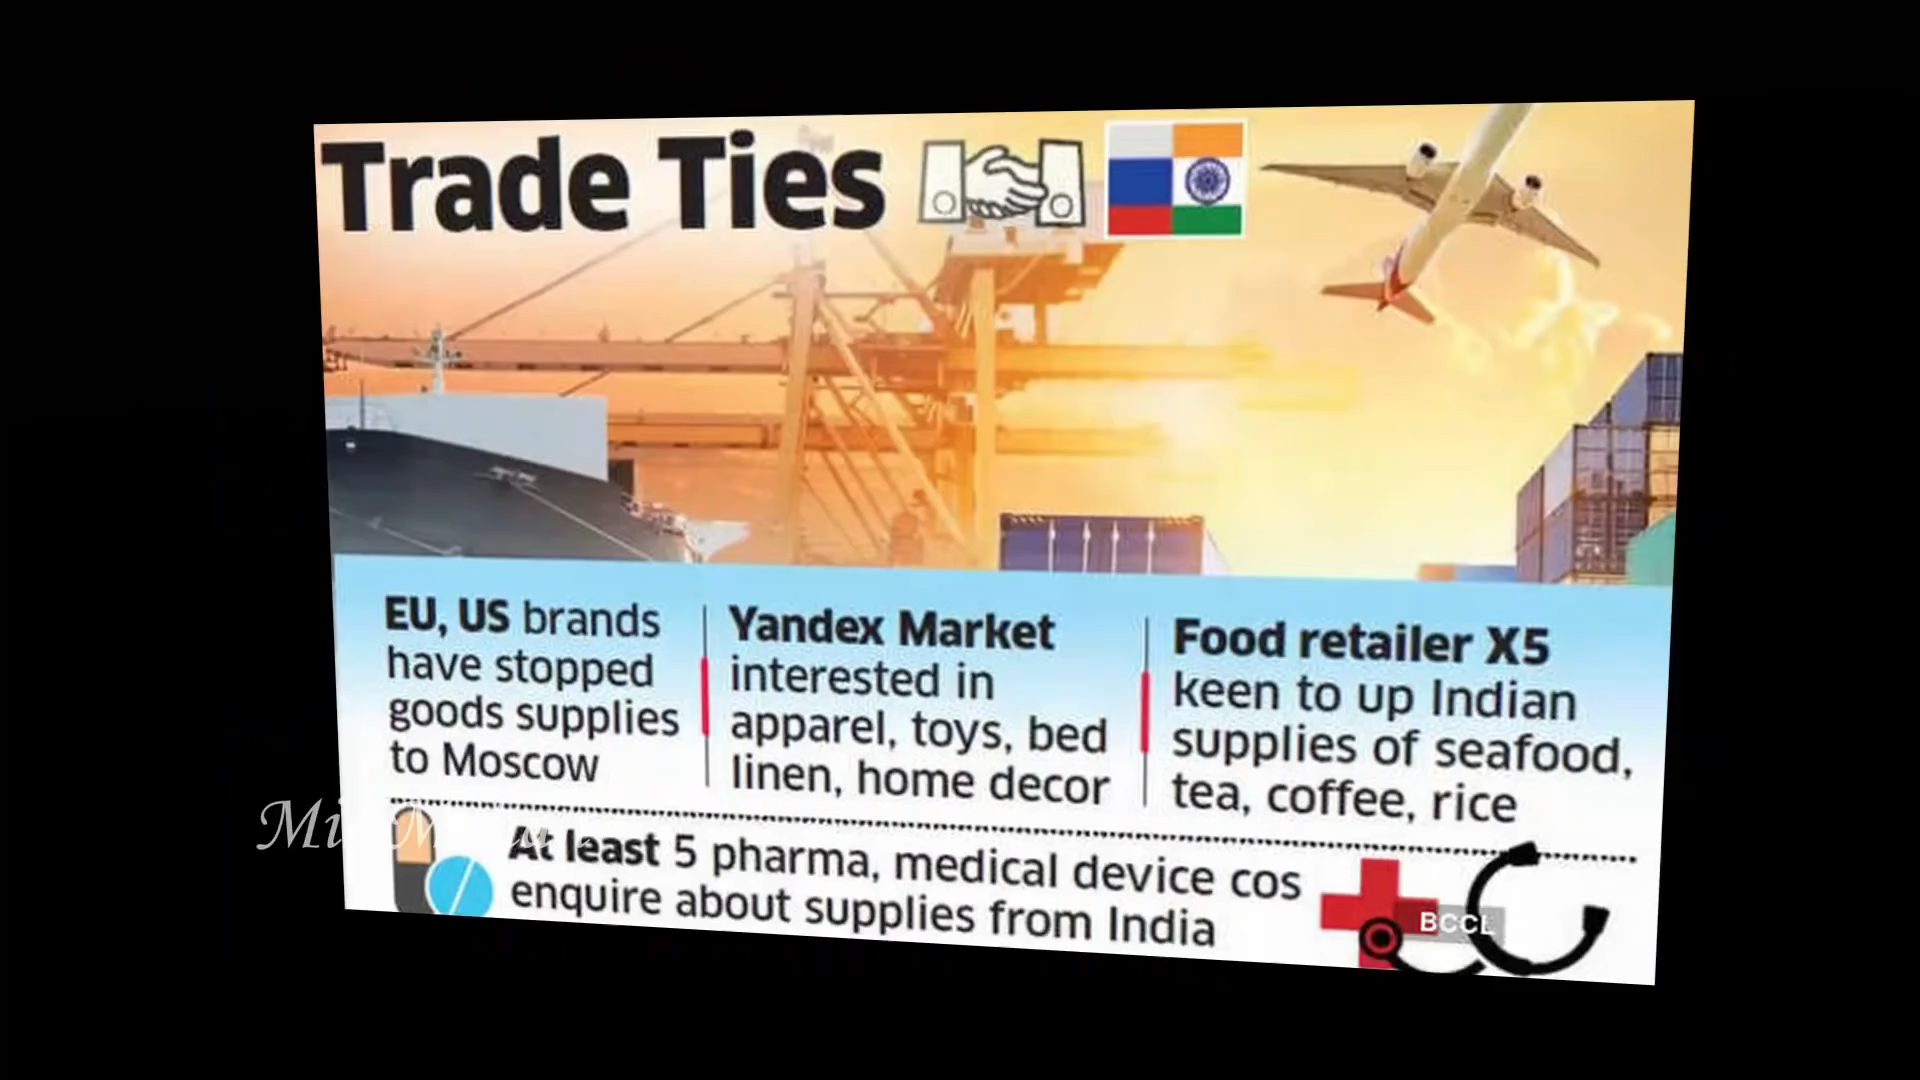 Trade Ties
EU, US brands
have stopped
goods supplies
to Moscow
Yandex Market
interested in
apparel, toys, bed
linen, home decor
Food retailer X5
keen to up Indian
supplies of seafood,
tea, coffee, rice
At least 5 pharma, medical device cos
enquire about supplies from India
BCCL